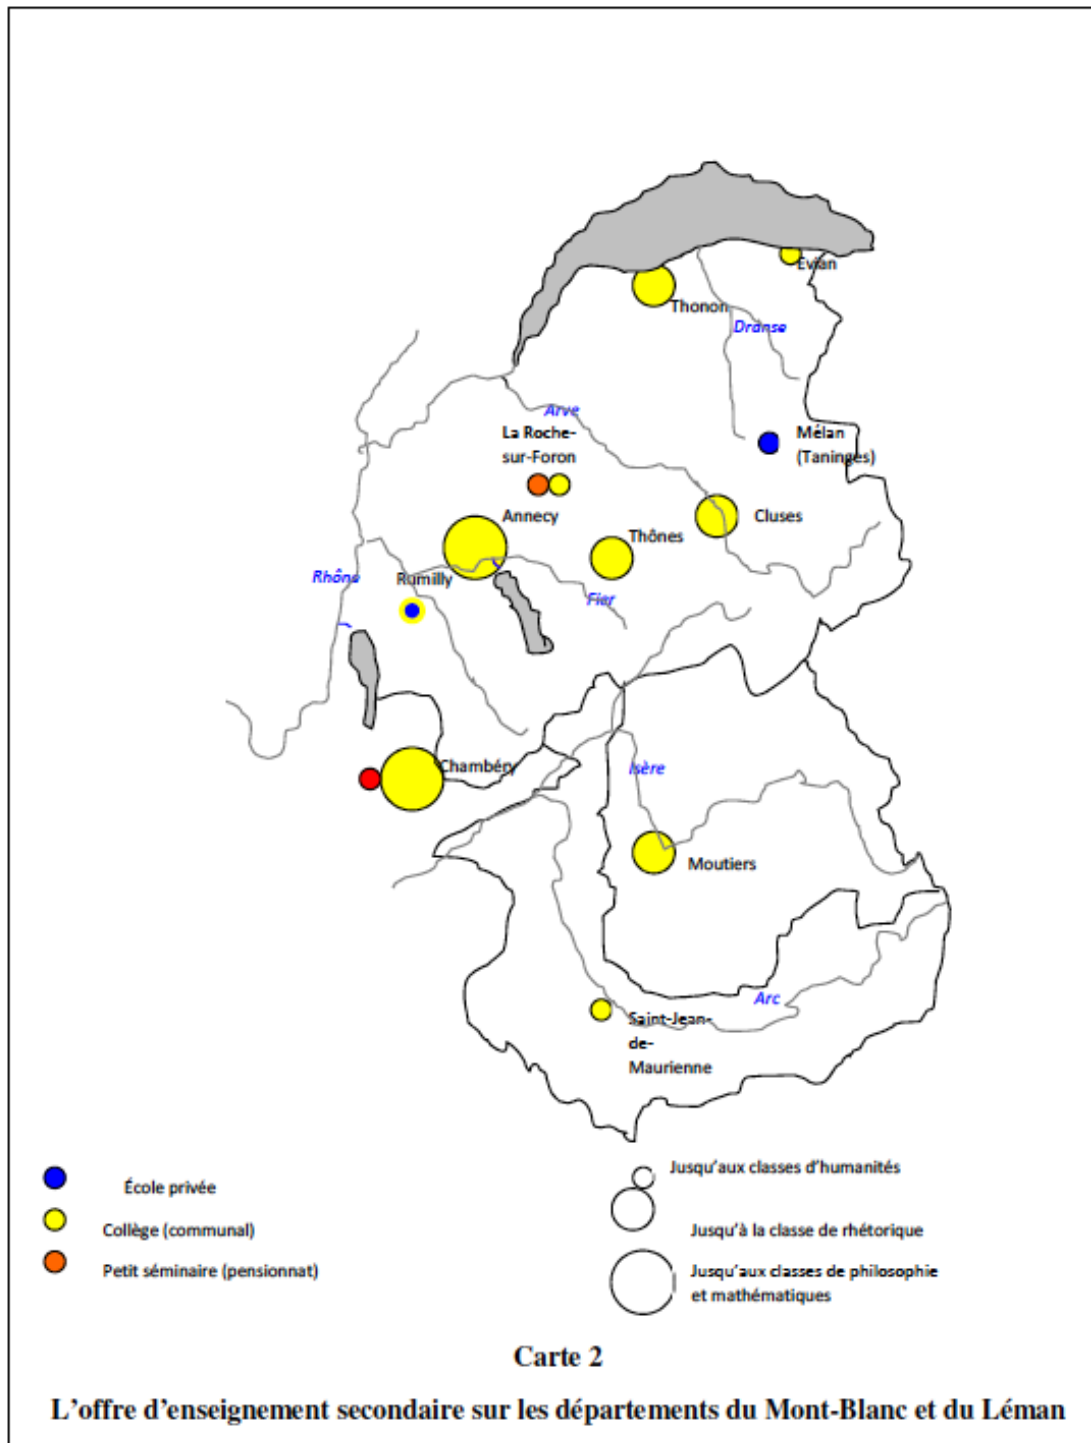 Evian
Thonon
Dranse
Arve
La Roche-
sur-Foron
Mélan
(Taninges)
Annecy
Cluses
Thônes
Rhône
Rumilly
Fier
Chambéry
Isère
Moutiers
Arc
Saint-Jean-
de-
Maurienne
École privée
Collège (communal)
Petit séminaire (pensionnat)
Jusqu'aux classes d'humanités
Jusqu'à la classe de rhétorique
Jusqu'aux classes de philosophie
et mathématiques
Carte 2
L'offre d'enseignement secondaire sur les départements du Mont-Blanc et du Léman